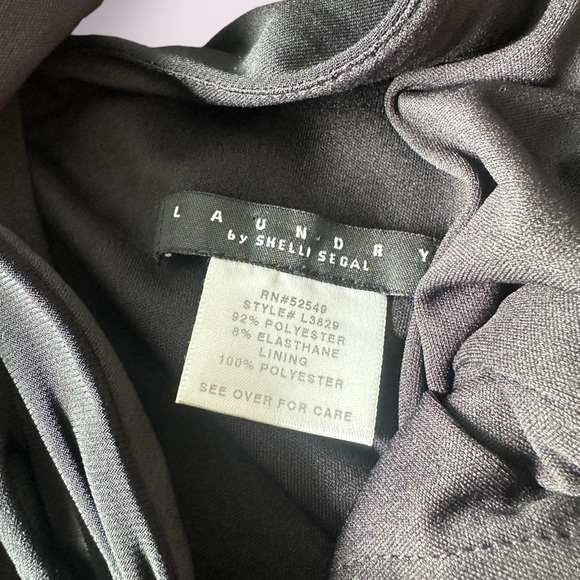 LAUNDRY
by SHELLI SEGAL
RN#52549
STYLE# L3829
92% POLYESTER
8% ELASTHANE
LINING
100% POLYESTER
SEE OVER FOR CARE